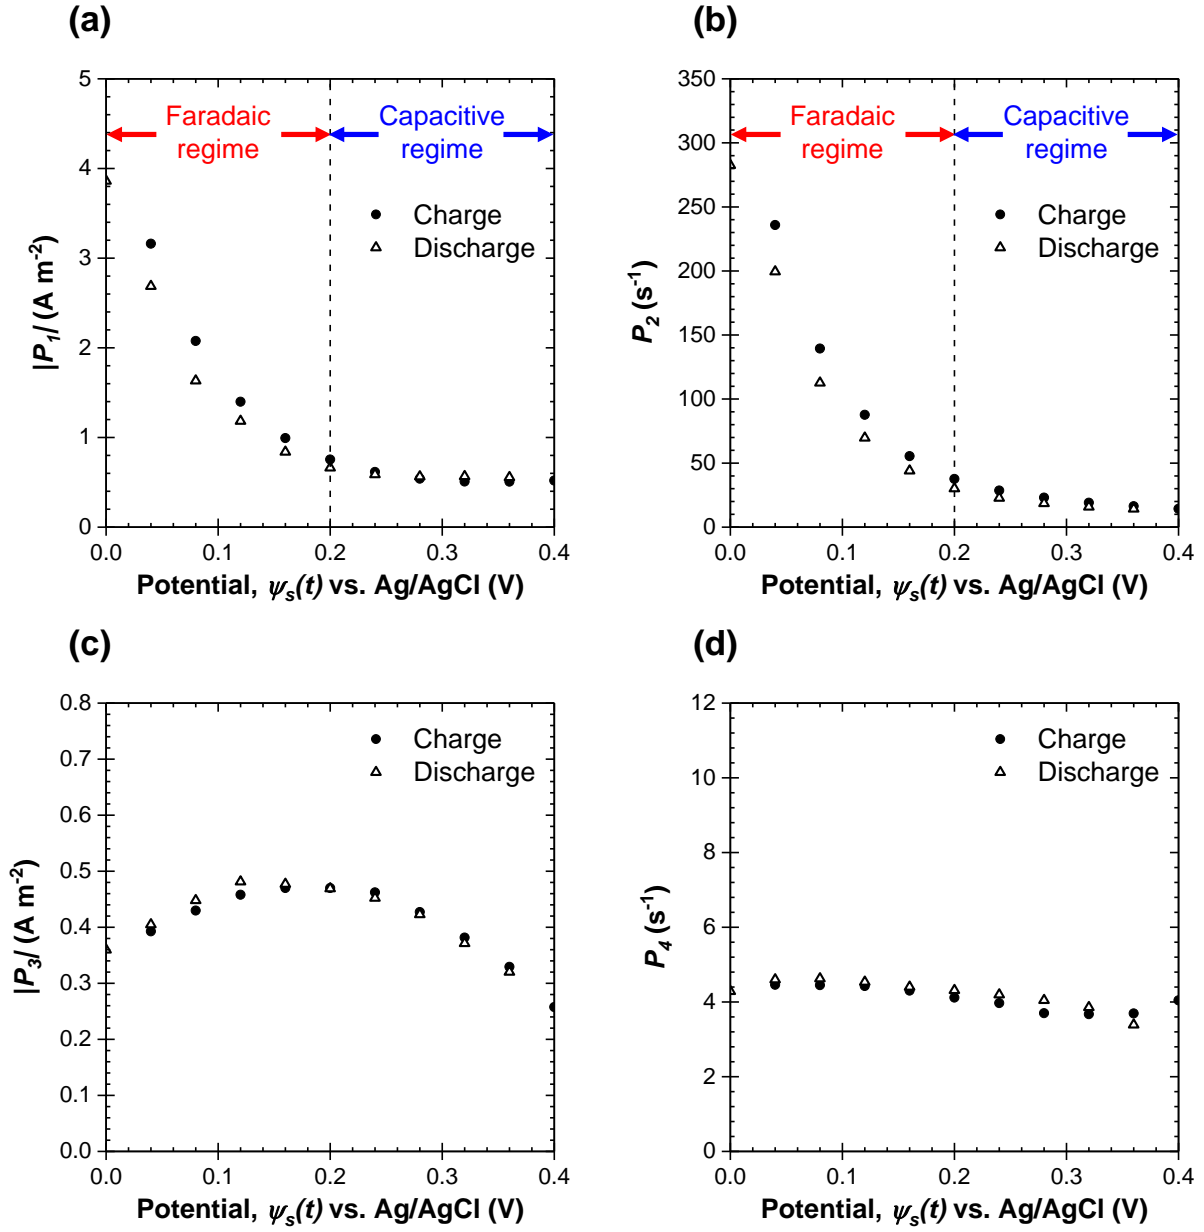 (a)
5
4
3
2
1
0
|P1/ (A m-2)
Faradaic
regime
Capacitive
regime
Charge
Discharge
0.0
0.1
0.2
0.3
0.4
Potential, ψs(t) vs. Ag/AgCl (V)
(b)
350
300
250
200
150
100
50
0
P2 (s-1)
Faradaic
regime
Capacitive
regime
Charge
Discharge
0.0
0.1
0.2
0.3
0.4
Potential, ψs(t) vs. Ag/AgCl (V)
(c)
0.8
0.7
0.6
0.5
0.4
0.3
0.2
0.1
0.0
|P3/ (A m-2)
Charge
Discharge
0.0
0.1
0.2
0.3
0.4
Potential, ψs(t) vs. Ag/AgCl (V)
(d)
12
10
8
6
4
2
0
P4 (s-1)
Charge
Discharge
0.0
0.1
0.2
0.3
0.4
Potential, ψs(t) vs. Ag/AgCl (V)